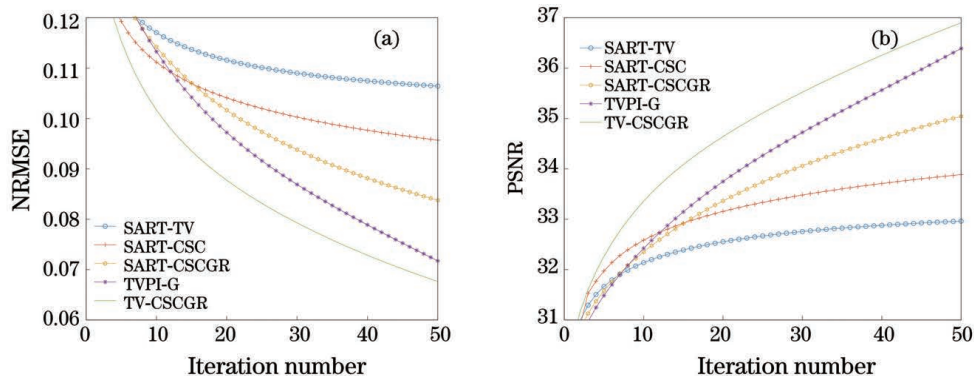 0.12
0.11
0.10
0.09
0.08
0.07
0.06
NRMSE
(a)
SART-TV
SART-CSC
SART-CSCGR
TVPI-G
TV-CSCGR
0
10
20
30
40
50
Iteration number
37
36
35
34
33
32
31
PSNR
(b)
SART-TV
SART-CSC
SART-CSCGR
TVPI-G
TV-CSCGR
0
10
20
30
40
50
Iteration number